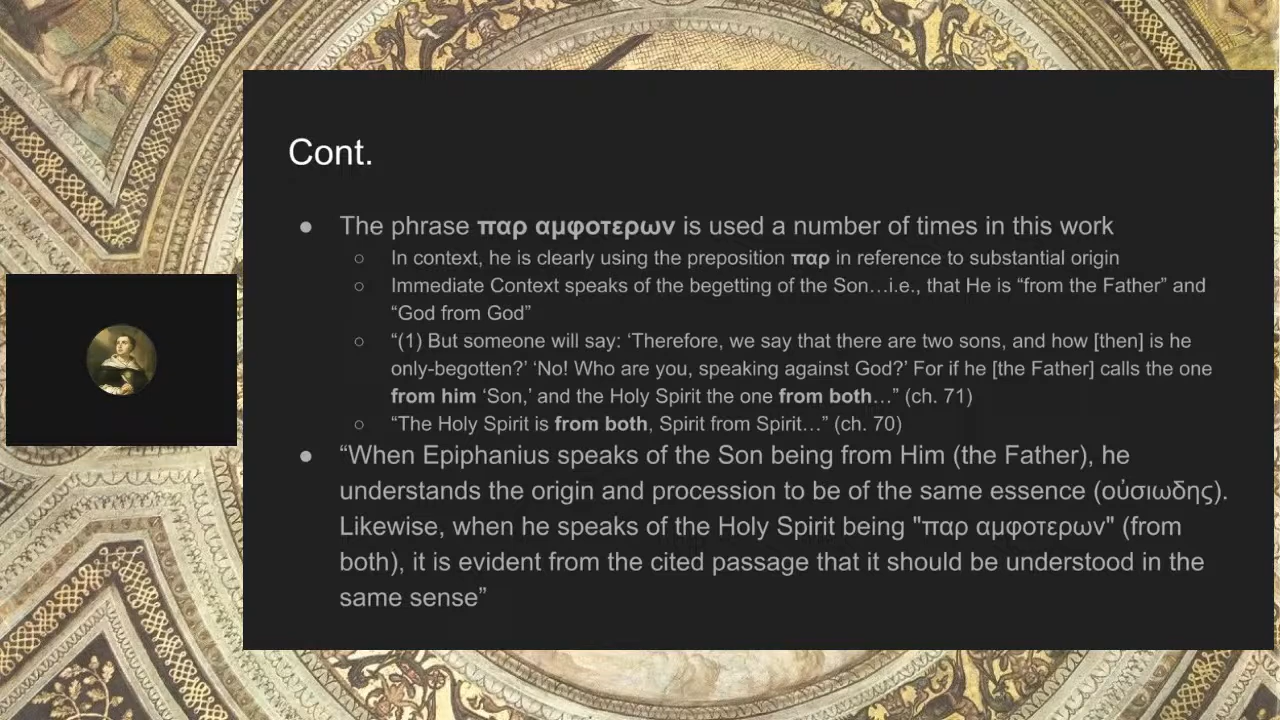 Cont.
● The phrase παρ αμφοτερων is used a number of times in this work
○ In context, he is clearly using the preposition παρ in reference to substantial origin
○ Immediate Context speaks of the begetting of the Son…i.e., that He is “from the Father” and
“God from God”
○ “(1) But someone will say: ‘Therefore, we say that there are two sons, and how [then] is he
only-begotten?’ ‘No! Who are you, speaking against God?’ For if he [the Father] calls the one
from him ‘Son,’ and the Holy Spirit the one from both…” (ch. 71)
○ “The Holy Spirit is from both, Spirit from Spirit…” (ch. 70)
● “When Epiphanius speaks of the Son being from Him (the Father), he
understands the origin and procession to be of the same essence (οὐσιωδης).
Likewise, when he speaks of the Holy Spirit being "παρ αμφοτερων" (from
both), it is evident from the cited passage that it should be understood in the
same sense”